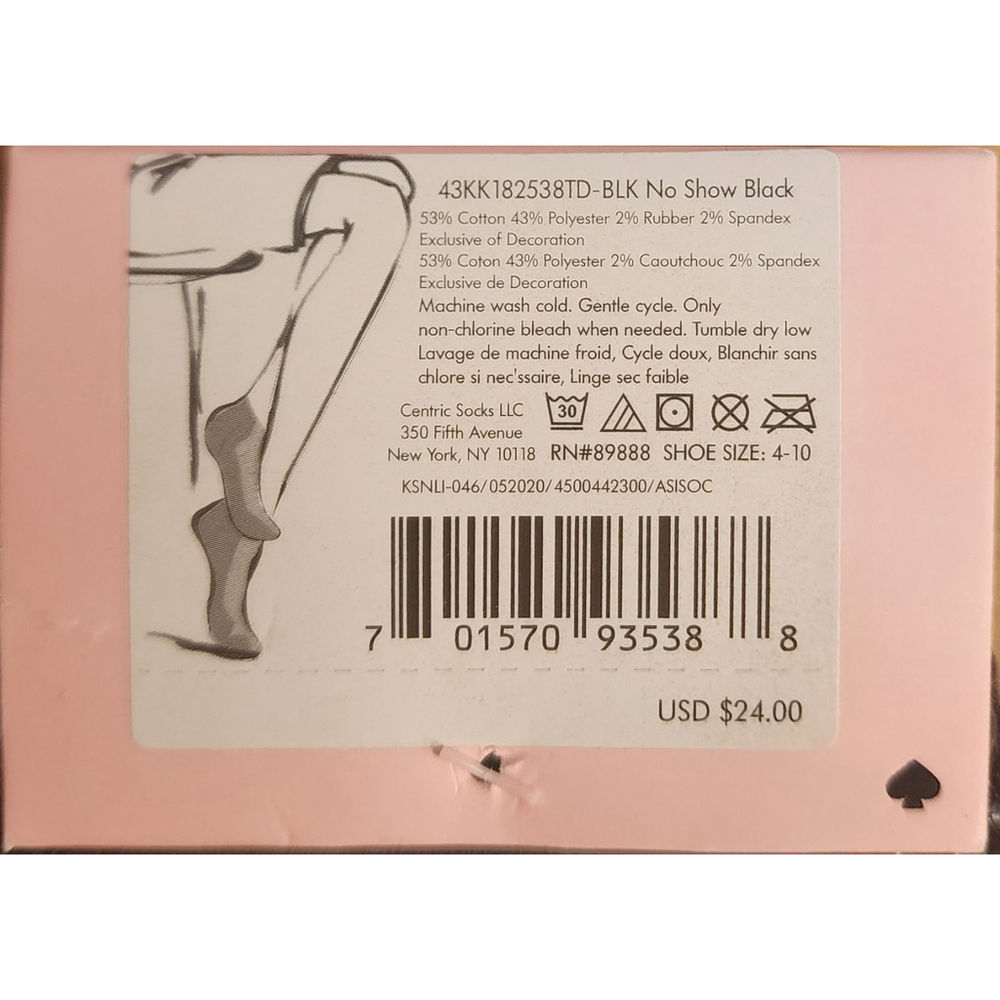 43KK182538TD-BLK No Show Black
53% Cotton 43% Polyester 2% Rubber 2% Spandex
Exclusive of Decoration
53% Coton 43% Polyester 2% Caoutchouc 2% Spandex
Exclusive de Decoration
Machine wash cold. Gentle cycle. Only
non-chlorine bleach when needed. Tumble dry low
Lavage de machine froid, Cycle doux, Blanchir sans
chlore si nec'ssaire, Linge sec faible
30
Centric Socks LLC
350 Fifth Avenue
New York, NY 10118 RN#89888 SHOE SIZE: 4-10
KSNLI-046/052020/4500442300/ASISOC
7 01570 93538 8
USD $24.00